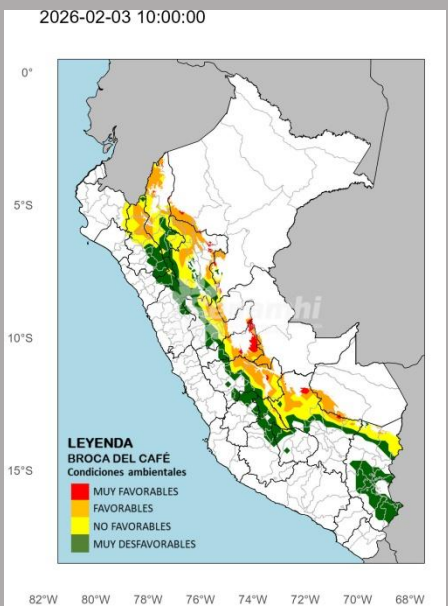 2026-02-03 10:00:00
0°
5°S
10°S
15°S
LEYENDA
BROCA DEL CAFÉ
Condiciones ambientales
MUY FAVORABLES
FAVORABLES
NO FAVORABLES
MUY DESFAVORABLES
82°W 80°W 78°W 76°W 74°W 72°W 70°W 68°W